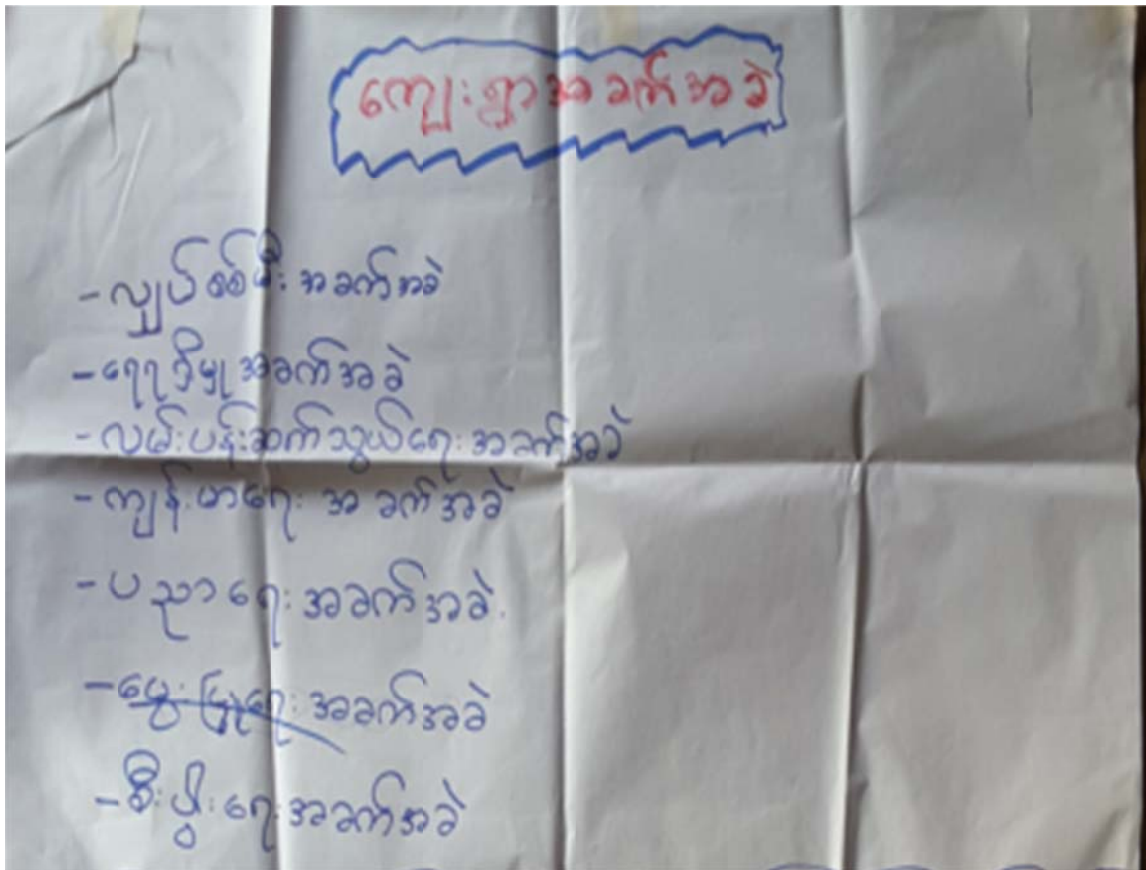 ကျေးရွာအခက်အခဲ
- လျှပ်စစ်မီး အခက်အခဲ
- ရေရရှိမှု အခက်အခဲ
- လမ်းပန်းဆက်သွယ်ရေး အခက်အခဲ
- ကျန်းမာရေး အခက်အခဲ
- ပညာရေး အခက်အခဲ
- မွေးမြူရေး အခက်အခဲ
- စီးပွါးရေး အခက်အခဲ